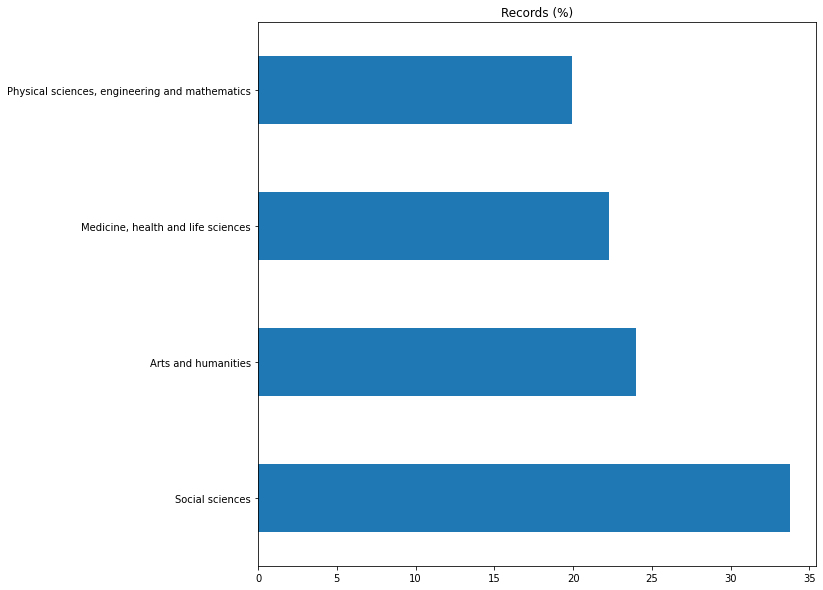 Records (%)
Physical sciences, engineering and mathematics
Medicine, health and life sciences
Arts and humanities
Social sciences
0 5 10 15 20 25 30 35